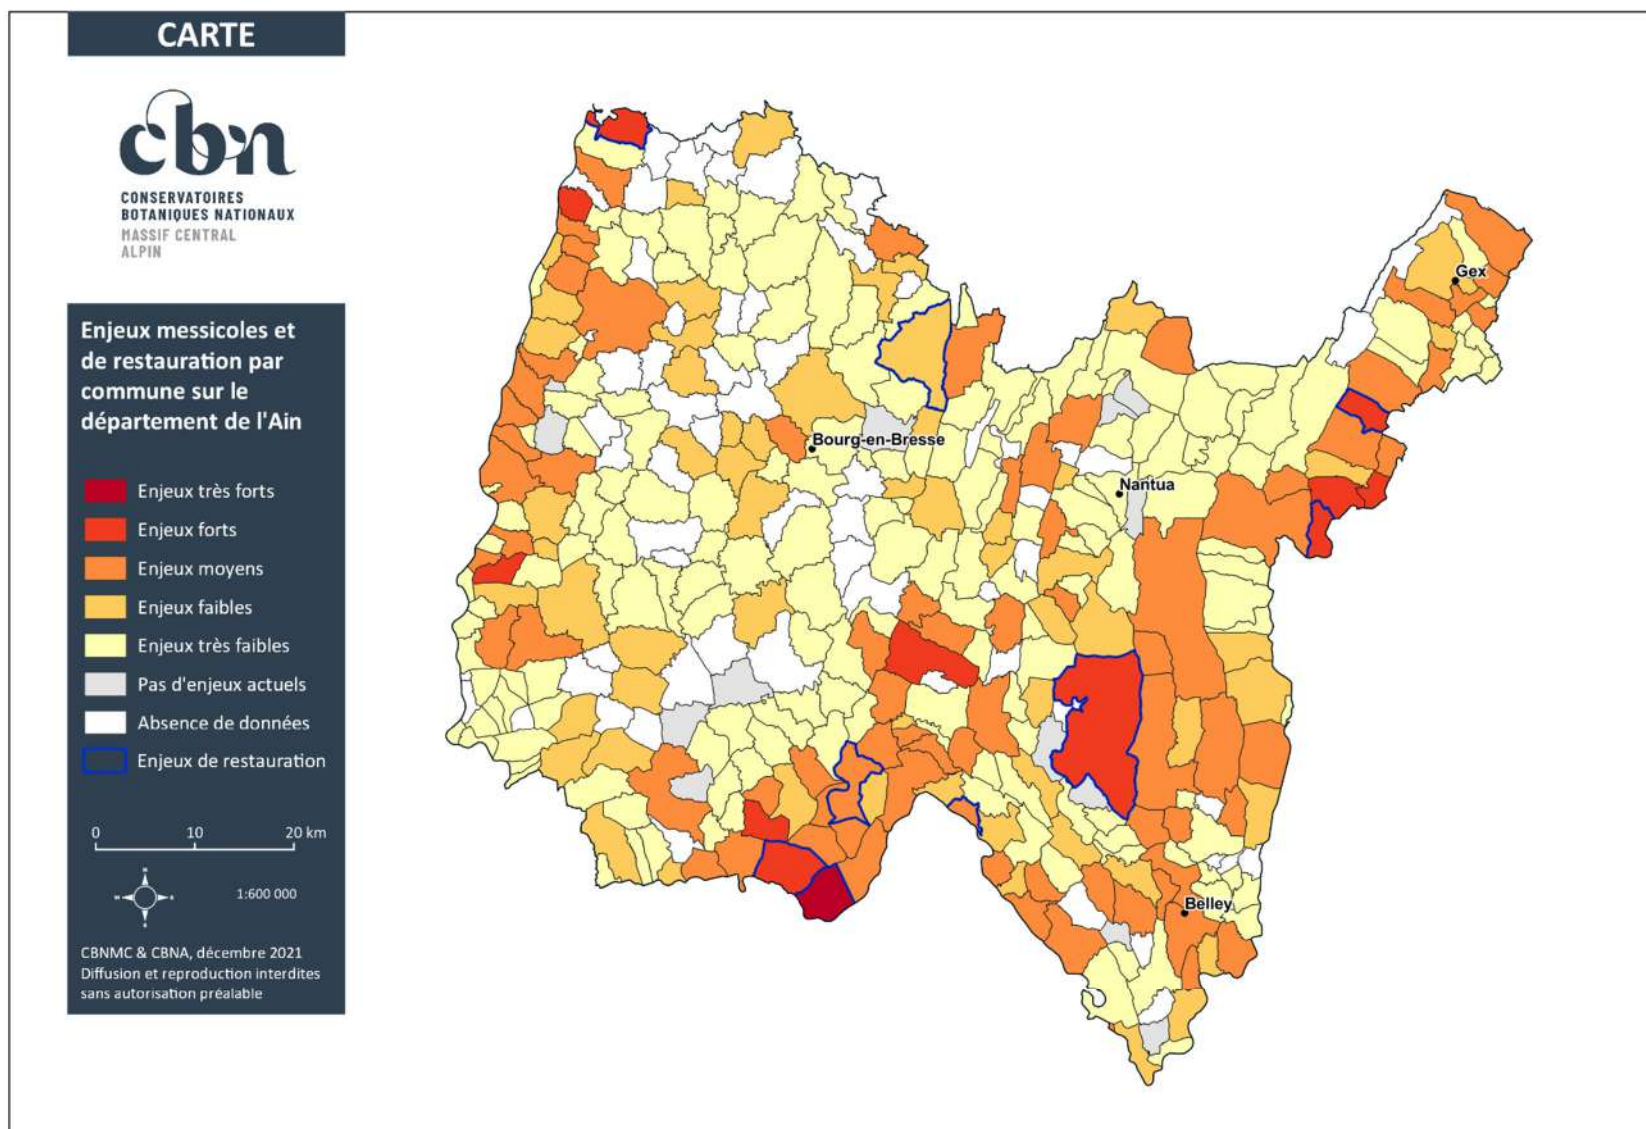 CARTE
cbn
CONSERVATOIRES
BOTANIQUES NATIONAUX
MASSIF CENTRAL
ALPIN
Enjeux messicoles et
de restauration par
commune sur le
département de l'Ain
Enjeux très forts
Enjeux forts
Enjeux moyens
Enjeux faibles
Enjeux très faibles
Pas d'enjeux actuels
Absence de données
Enjeux de restauration
0 10 20 km
1:600 000
CBNMC & CBNA, décembre 2021
Diffusion et reproduction interdites
sans autorisation préalable
Gex
Bourg-en-Bresse
Nantua
Belley